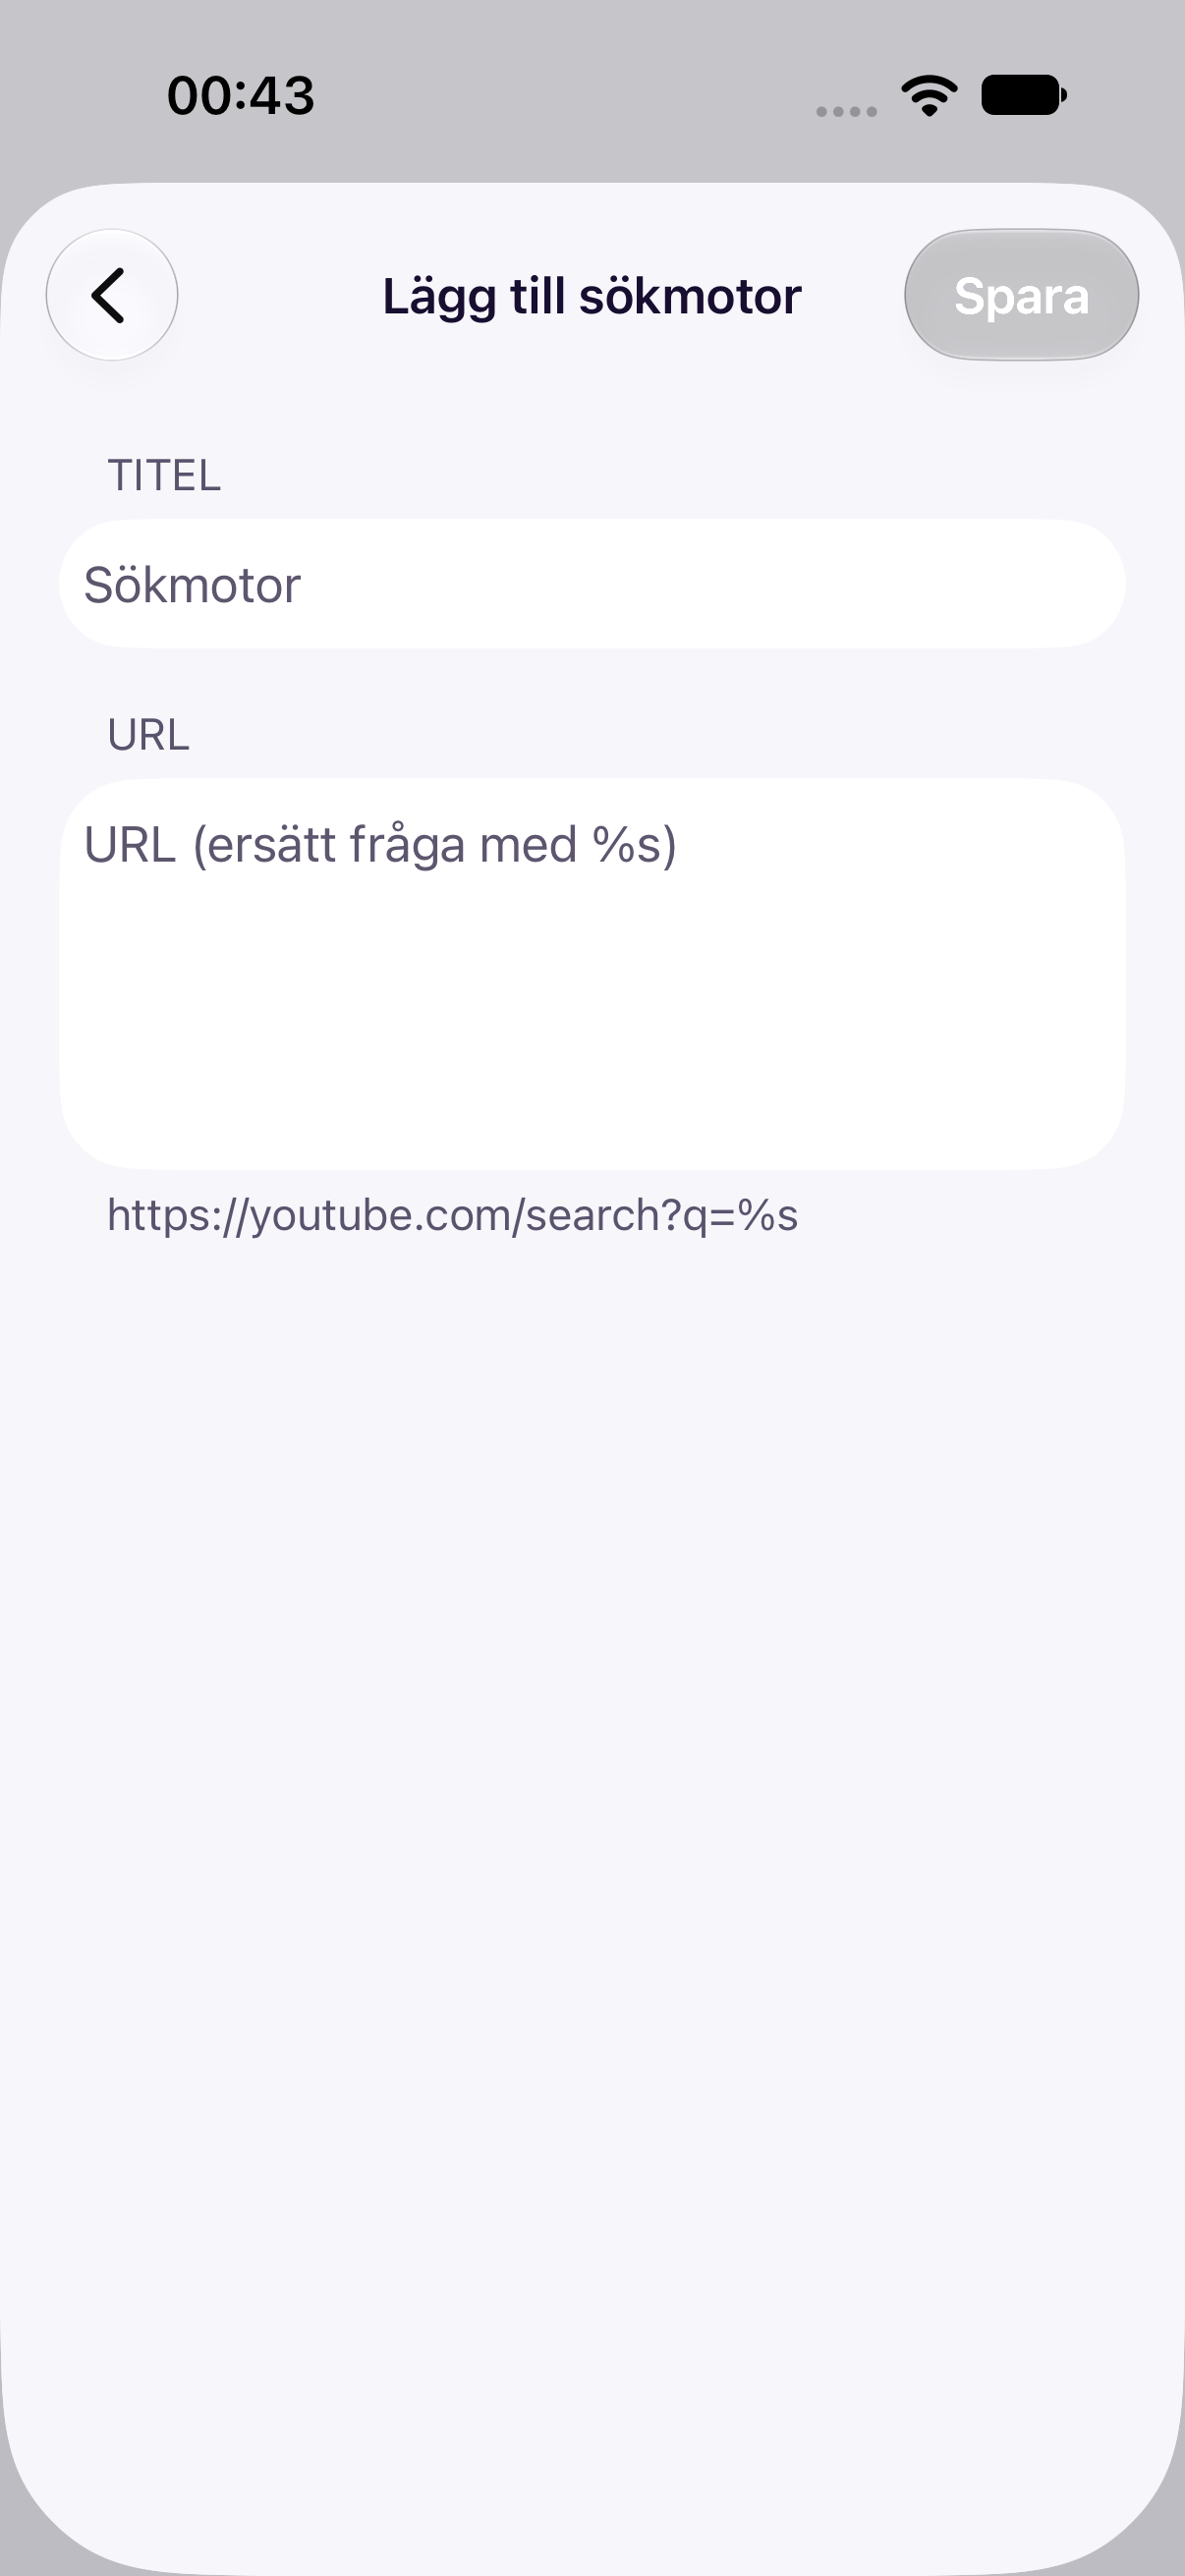 00:43
Lägg till sökmotor
Spara
TITEL
Sökmotor
URL
URL (ersätt fråga med %s)
https://youtube.com/search?q=%s